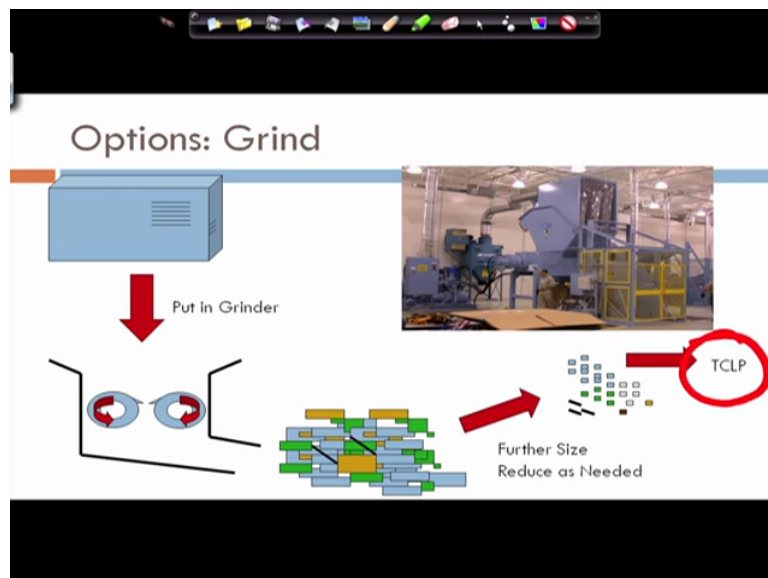 Options: Grind
Put in Grinder
TCLP
Further Size
Reduce as Needed